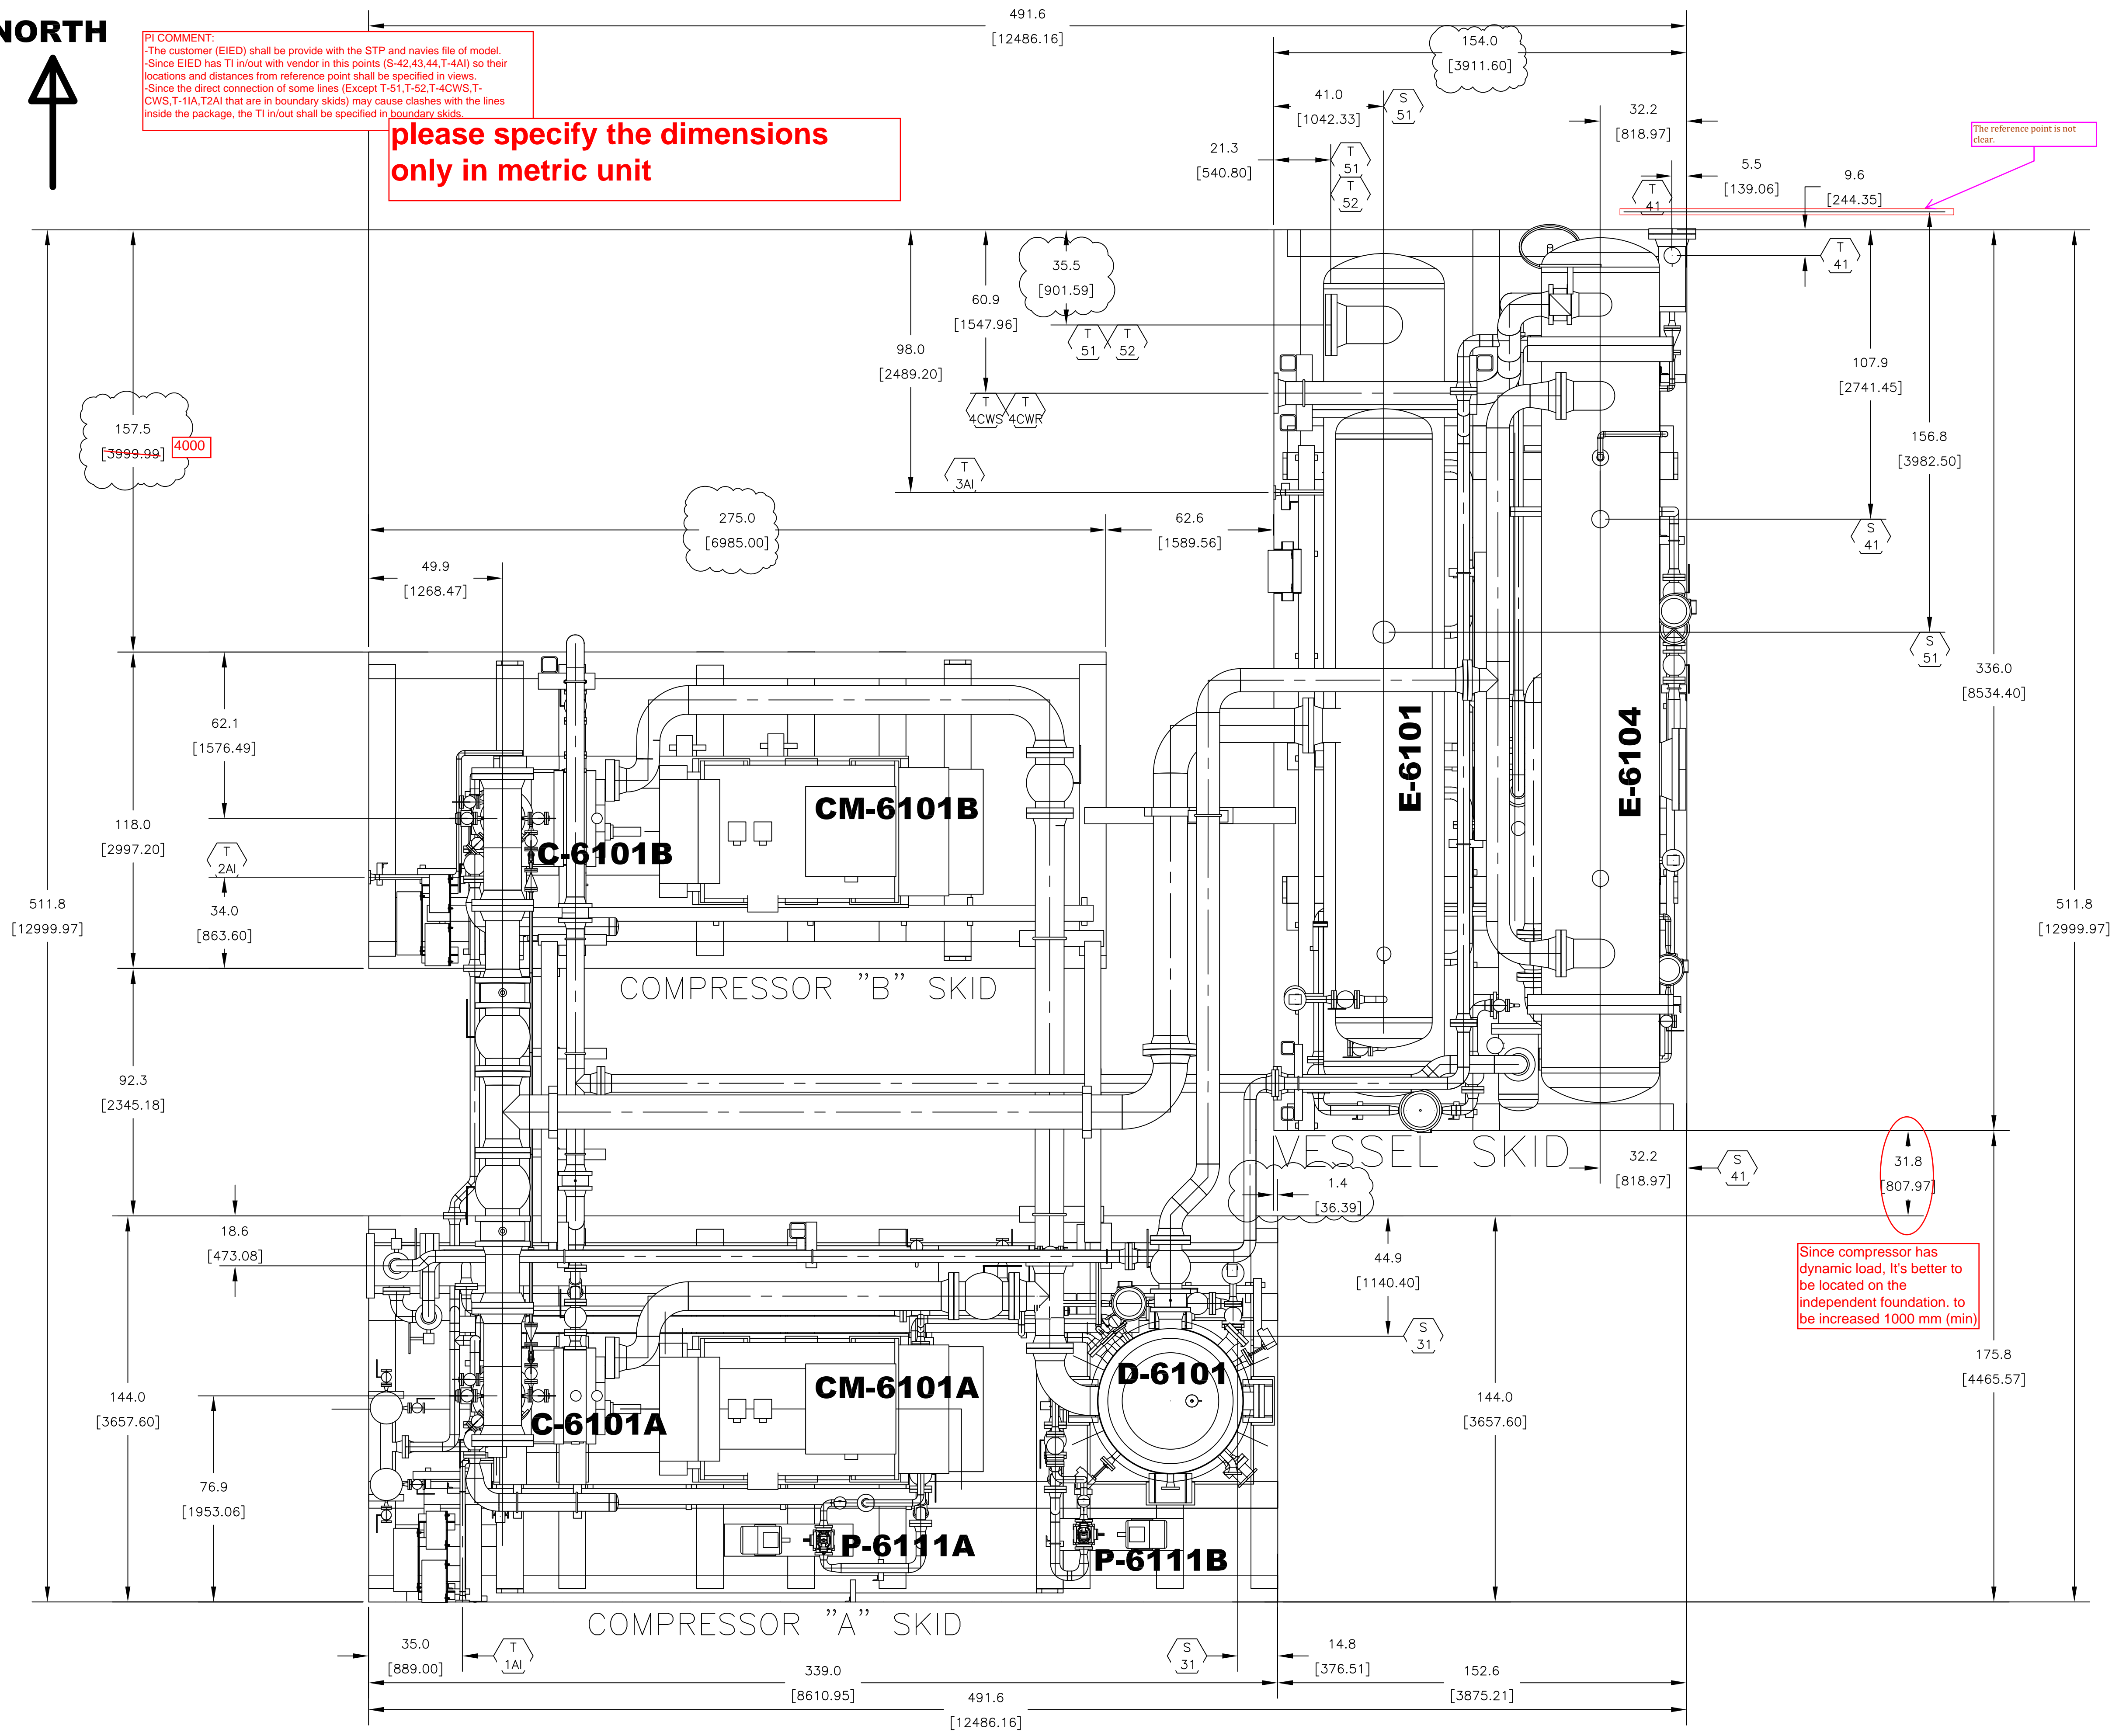 NORTH
PI COMMENT:
-The customer (EIED) shall be provide with the STP and navies file of model.
-Since EIED has TI in/out with vendor in this points (S-42,43,44,T-4AI) so their
locations and distances from reference point shall be specified in views.
-Since the direct connection of some lines (Except T-51,T-52,T-4CWS,T-
CWS,T-1IA,T2AI that are in boundary skids) may cause clashes with the lines
inside the package, the TI in/out shall be specified in boundary skids.
please specify the dimensions
only in metric unit
491.6
[12486.16]
154.0
[3911.60]
41.0
[1042.33]
S
51
32.2
[818.97]
The reference point is not
clear.
21.3
[540.80]
T
51
T
52
5.5
[139.06]
9.6
[244.35]
T
41
T
41
35.5
[901.59]
60.9
[1547.96]
T
51
T
52
98.0
[2489.20]
107.9
[2741.45]
T
4CWS
T
4CWR
157.5
[3999.99]
4000
156.8
[3982.50]
T
3AI
275.0
[6985.00]
62.6
[1589.56]
S
41
49.9
[1268.47]
S
51
336.0
[8534.40]
62.1
[1576.49]
E-6101
E-6104
CM-6101B
C-6101B
118.0
[2997.20]
T
2AI
34.0
[863.60]
511.8
[12999.97]
511.8
[12999.97]
COMPRESSOR "B" SKID
92.3
[2345.18]
VESSEL SKID
32.2
[818.97]
S
41
31.8
[807.97]
1.4
[36.39]
18.6
[473.08]
44.9
[1140.40]
Since compressor has
dynamic load, It's better to
be located on the
independent foundation. to
be increased 1000 mm (min)
S
31
D-6101
CM-6101A
C-6101A
144.0
[3657.60]
144.0
[3657.60]
175.8
[4465.57]
76.9
[1953.06]
P-6111A
P-6111B
COMPRESSOR "A" SKID
35.0
[889.00]
T
1AI
S
31
14.8
[376.51]
339.0
[8610.95]
152.6
[3875.21]
491.6
[12486.16]